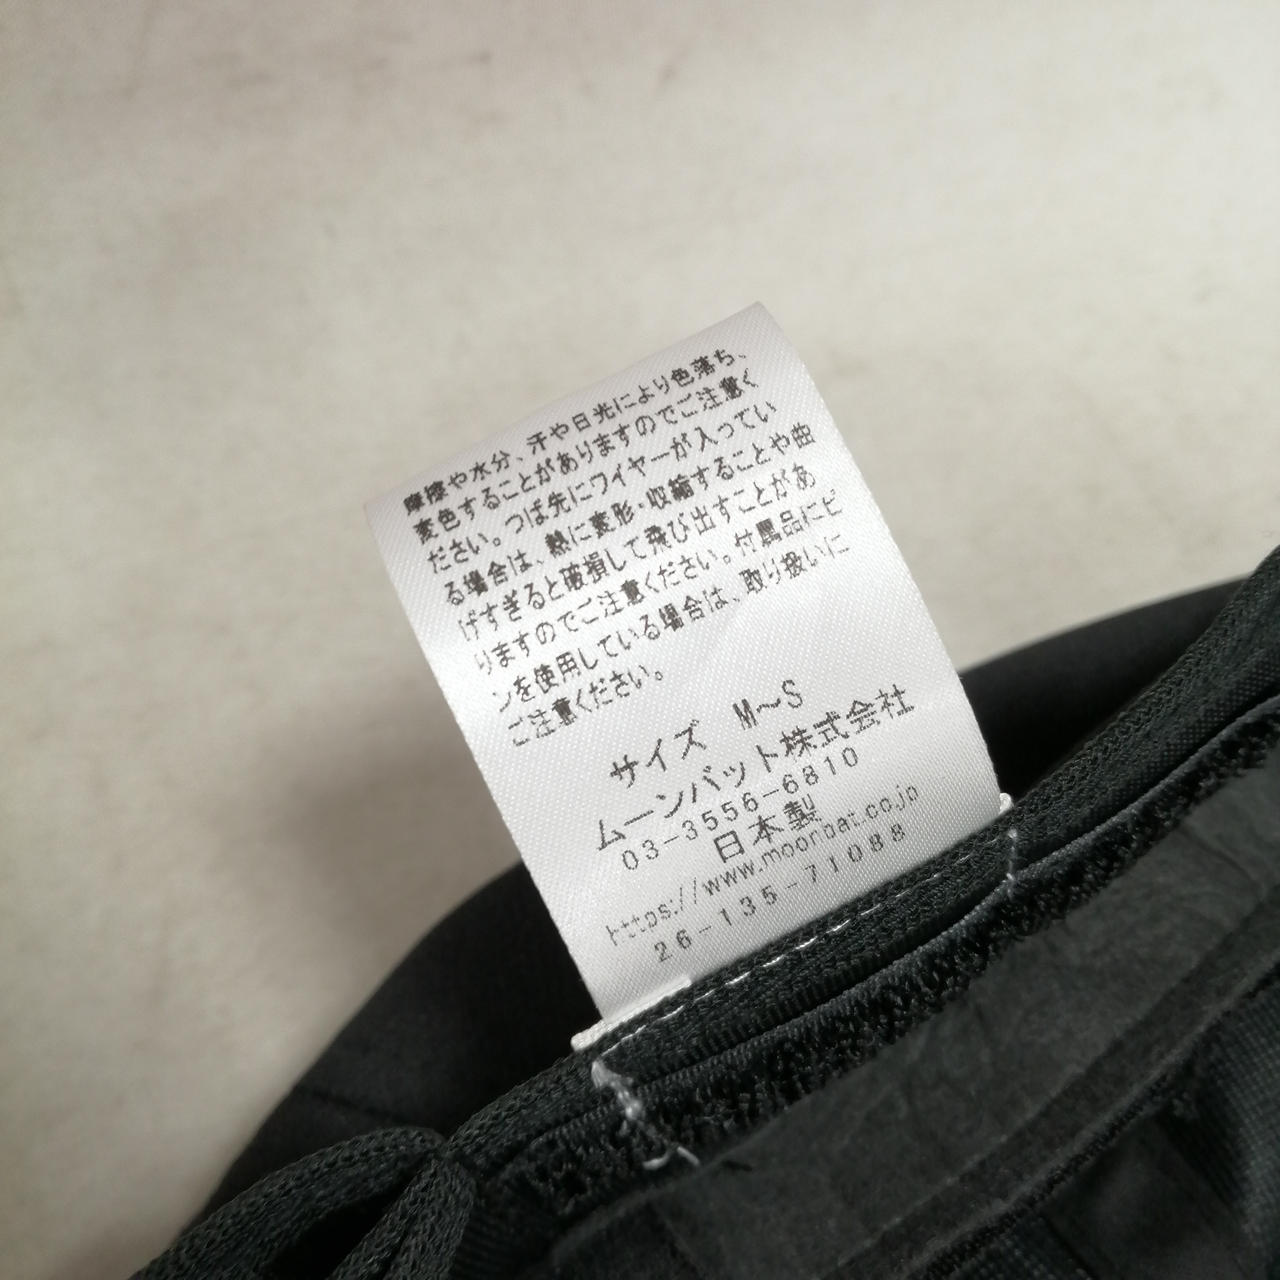 摩擦や水分、汗や日光により色落ち、
変色することがありますのでご注意く
ださい。つば先にワイヤーが入ってい
る場合は、熱に変形・収縮することや曲
げすぎると破損して飛び出すことがあ
りますのでご注意ください。付属品にピ
ンを使用している場合は、取り扱いに
ご注意ください。
サイズ M～S
ムーンバット株式会社
03-3556-6810
日本製
https://www.moonbat.co.jp
26-135-71088